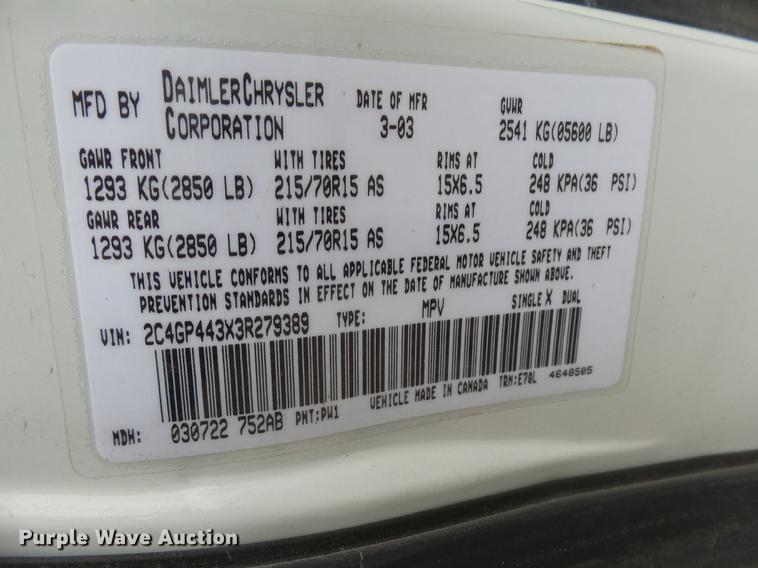 MFD BY DAIMLERCHRYSLER CORPORATION DATE OF MFR 3-03 GVWR 2541 KG(05600 LB)
GAWR FRONT WITH TIRES RIMS AT COLD
1293 KG(2850 LB) 215/70R15 AS 15X6.5 248 KPA(36 PSI)
GAWR REAR WITH TIRES RIMS AT COLD
1293 KG(2850 LB) 215/70R15 AS 15X6.5 248 KPA(36 PSI)
THIS VEHICLE CONFORMS TO ALL APPLICABLE FEDERAL MOTOR VEHICLE SAFETY AND THEFT
PREVENTION STANDARDS IN EFFECT ON THE DATE OF MANUFACTURE SHOWN ABOVE.
VIN: 2C4GP443X3R279389 TYPE: MPV SINGLE X DUAL
MDH: 030722 752AB PNT:PW1 VEHICLE MADE IN CANADA TRM:E7QL 4648505
Purple Wave Auction